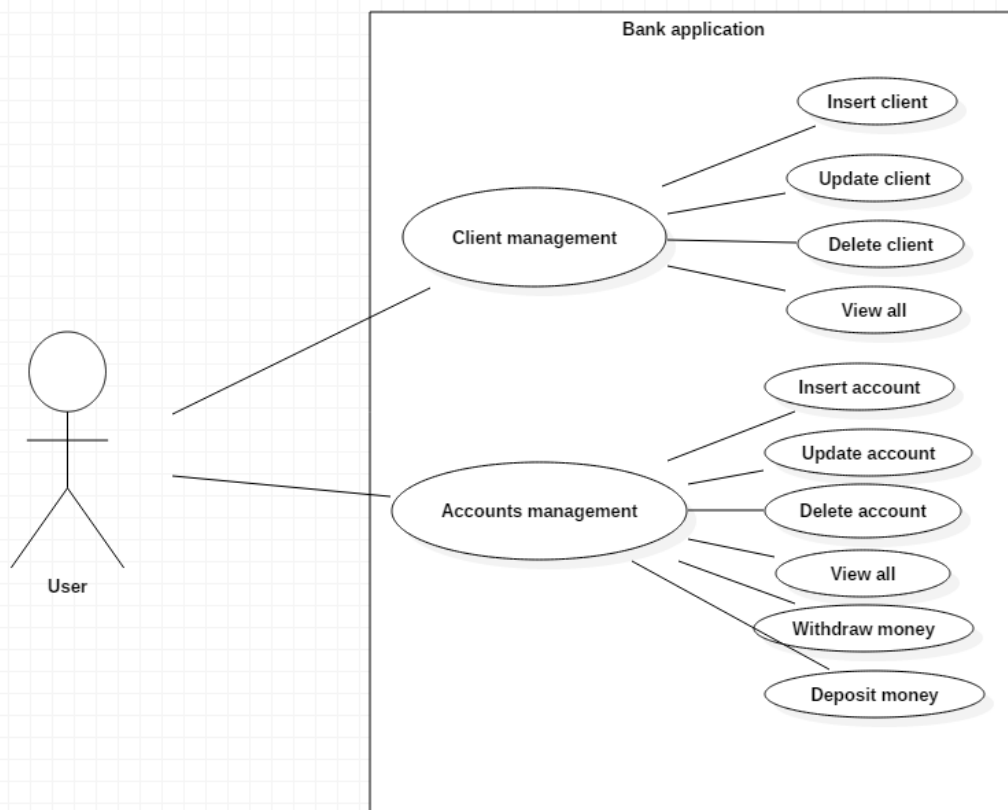 Bank application
Insert client
Update client
Client management
Delete client
View all
Insert account
Update account
Accounts management
Delete account
View all
Withdraw money
Deposit money
User